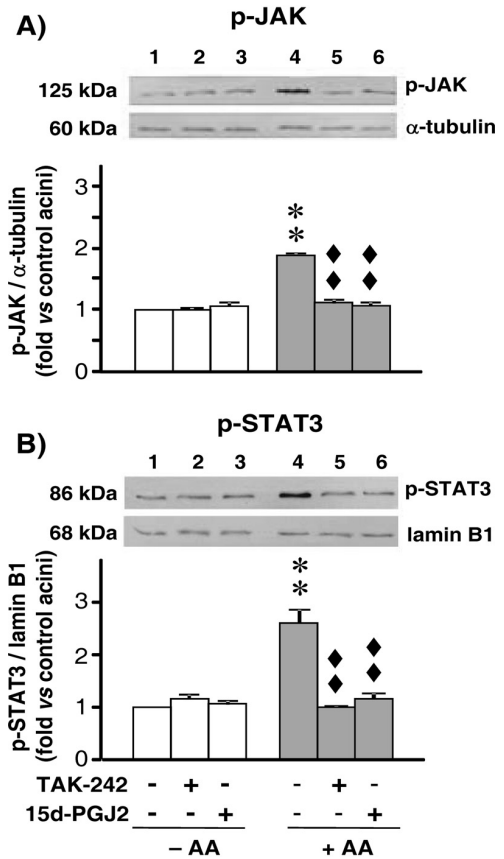 A)
p-JAK
1 2 3 4 5 6
125 kDa p-JAK
60 kDa α-tubulin
p-JAK / α-tubulin
(fold vs control acini)
3
2
1
0
* *
♦ ♦ ♦ ♦
B)
p-STAT3
1 2 3 4 5 6
86 kDa p-STAT3
68 kDa lamin B1
p-STAT3 / lamin B1
(fold vs control acini)
3
2
1
0
* *
♦ ♦ ♦ ♦
TAK-242 - + - - + -
15d-PGJ2 - - + - - +
– AA + AA